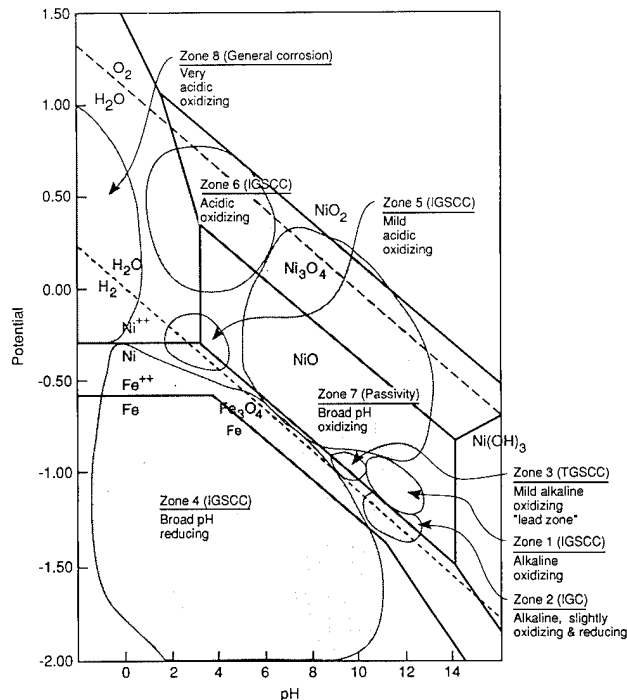 Zone 8 (General corrosion)
Very
acidic
oxidizing
O2
H2O
1.00
Zone 6 (IGSCC)
Acidic
oxidizing
Zone 5 (IGSCC)
Mild
acidic
oxidizing
0.50
NiO2
H2O
H2
Ni3O4
0.00
Potential
Ni++
Ni
NiO
Fe++
Fe
-0.50
Fe3O4
Fe
Zone 7 (Passivity)
Broad pH
oxidizing
Ni(OH)3
-1.00
Zone 4 (IGSCC)
Broad pH
reducing
Zone 3 (TGSCC)
Mild alkaline
oxidizing
"lead zone"
Zone 1 (IGSCC)
Alkaline
oxidizing
Zone 2 (IGC)
Alkaline, slightly
oxidizing & reducing
-1.50
-2.00
0 2 4 6 8 10 12 14
pH